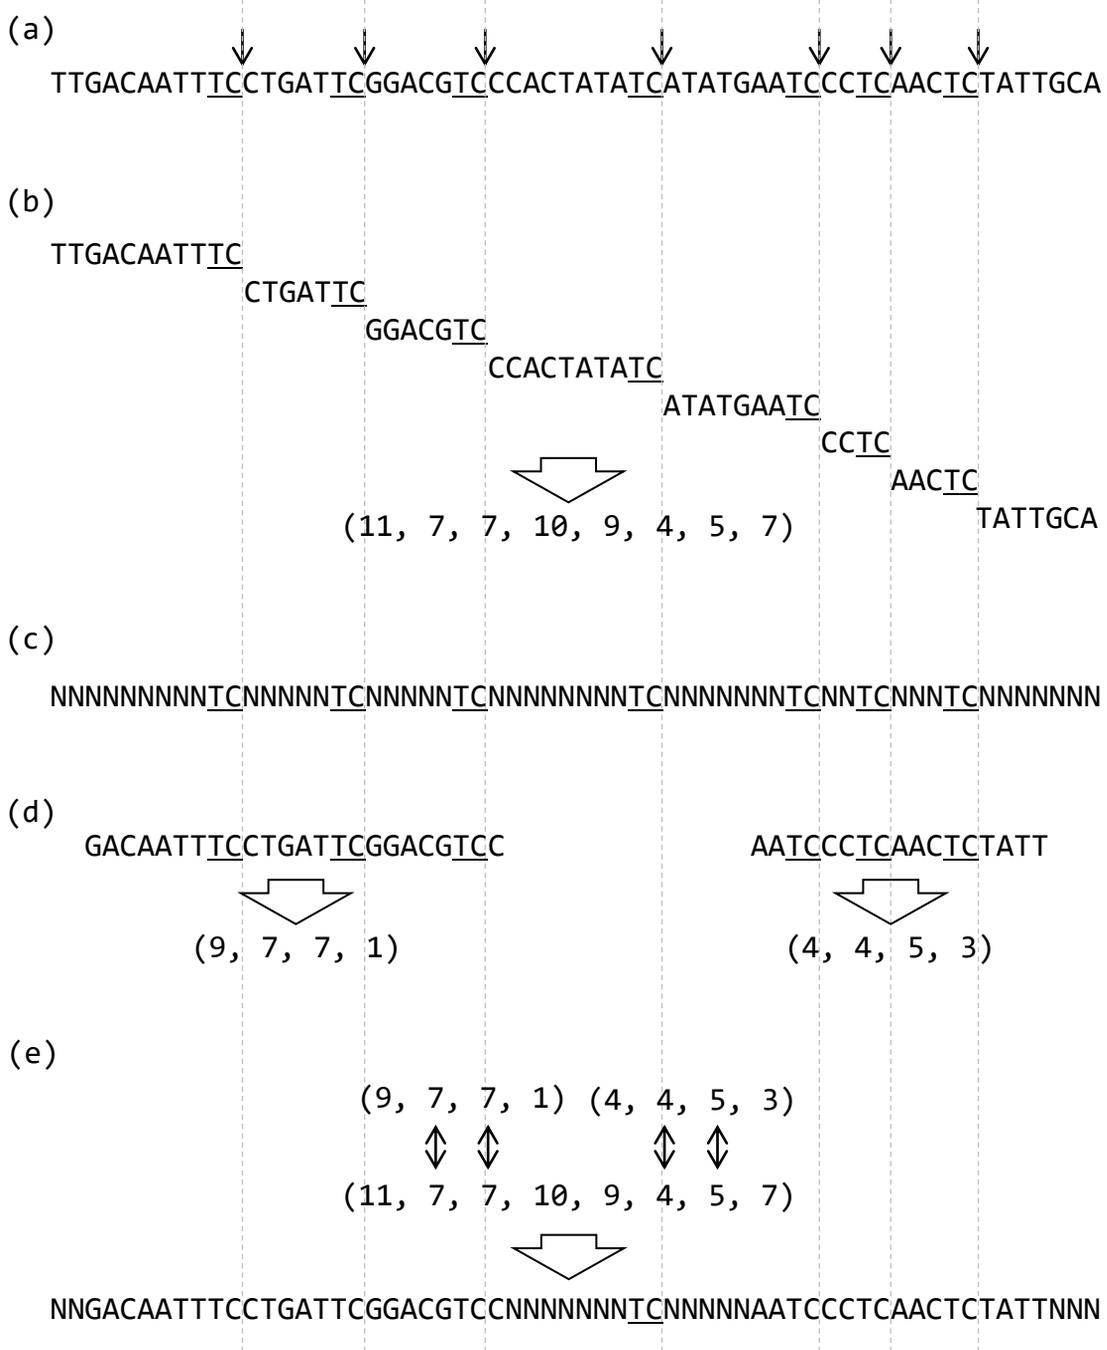 (a)
TTGACAATTTCCTGATTCGGACGTCCCACTATATCATATGAATCCCTCAACTCTATTGCA
(b)
TTGACAATTTC
CTGATTC
GGACGTC
CCACTATATC
ATATGAATC
CCTC
AACTC
TATTGCA
(11, 7, 7, 10, 9, 4, 5, 7)
(c)
NNNNNNNNNTCNNNNNTCNNNNNTCNNNNNNNNTCNNNNNNNTCNNTCNNNTCNNNNNNN
(d)
GACAATTTCCTGATTCGGACGTCC AATCCCTCAACTCTATT
(9, 7, 7, 1) (4, 4, 5, 3)
(e)
(9, 7, 7, 1) (4, 4, 5, 3)
(11, 7, 7, 10, 9, 4, 5, 7)
NNGACAATTTCCTGATTCGGACGTCCNNNNNNNTCNNNNNAATCCCTCAACTCTATTNNN